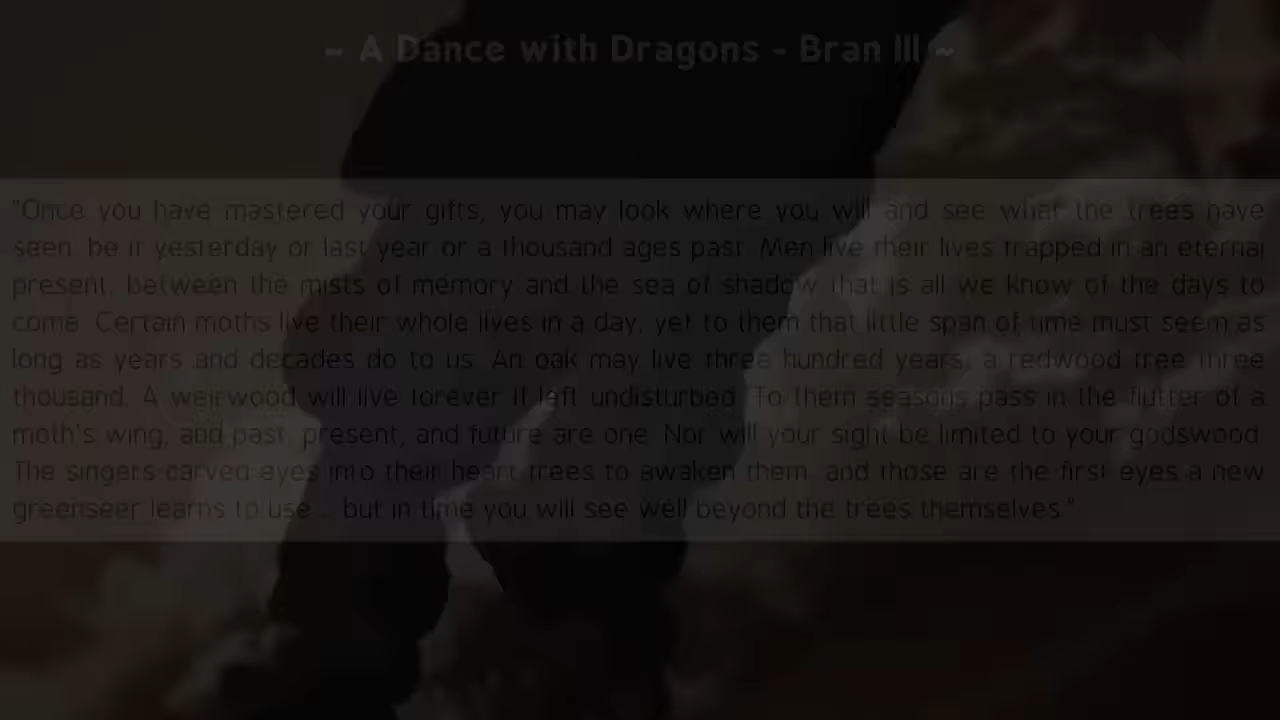 ~ A Dance with Dragons - Bran III ~
"Once you have mastered your gifts, you may look where you will and see what the trees have
seen, be it yesterday or last year or a thousand ages past. Men live their lives trapped in an eternal
present, between the mists of memory and the sea of shadow that is all we know of the days to
come. Certain moths live their whole lives in a day, yet to them that little span of time must seem as
long as years and decades do to us. An oak may live three hundred years, a redwood tree three
thousand. A weirwood will live forever if left undisturbed. To them seasons pass in the flutter of a
moth's wing, and past, present, and future are one. Nor will your sight be limited to your godswood.
The singers carved eyes into their heart trees to awaken them, and those are the first eyes a new
greenseer learns to use ... but in time you will see well beyond the trees themselves."